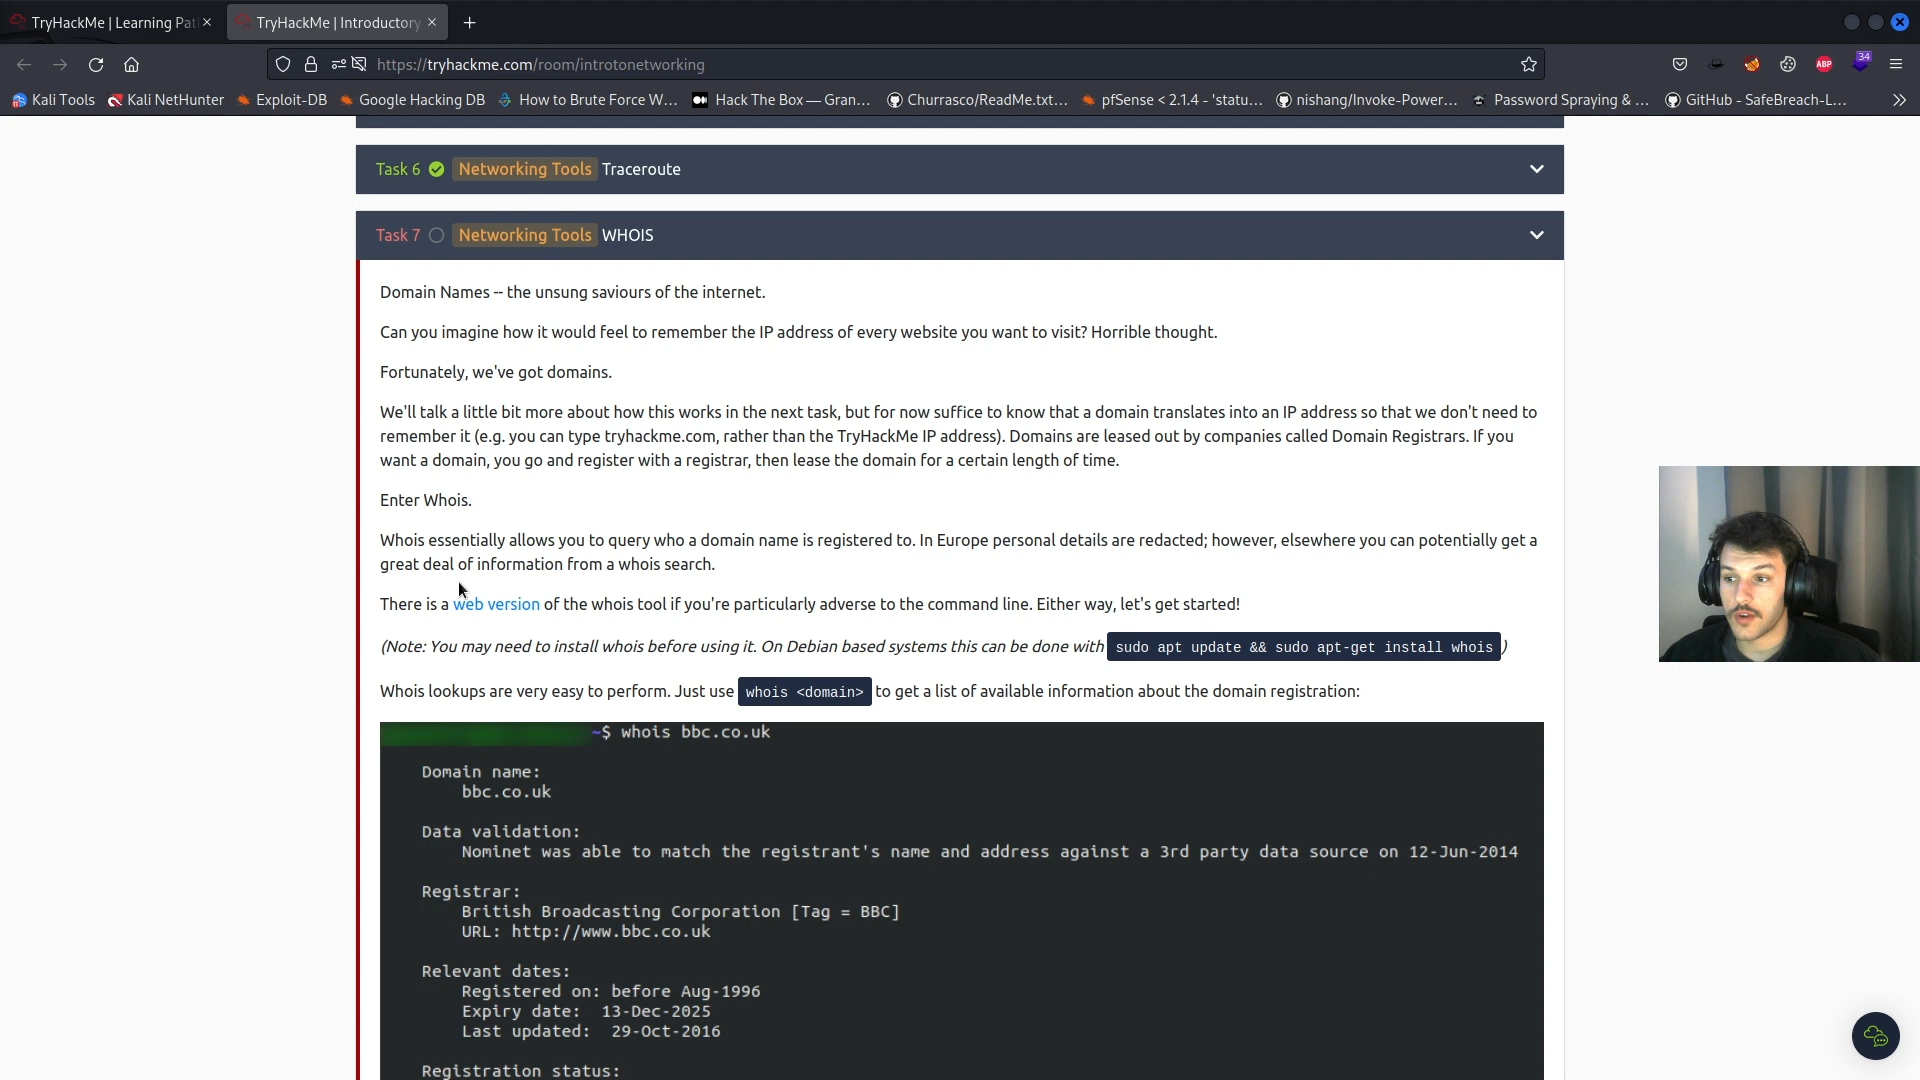 TryHackMe | Learning Pat
TryHackMe | Introductory
https://tryhackme.com/room/introtonetworking
ABP
34
Kali Tools
Kali NetHunter
Exploit-DB
Google Hacking DB
How to Brute Force W...
Hack The Box — Gran...
Churrasco/ReadMe.txt...
pfSense < 2.1.4 - 'statu...
nishang/Invoke-Power...
Password Spraying & ...
GitHub - SafeBreach-L...
Task 6 Networking Tools Traceroute
Task 7 Networking Tools WHOIS
Domain Names -- the unsung saviours of the internet.
Can you imagine how it would feel to remember the IP address of every website you want to visit? Horrible thought.
Fortunately, we've got domains.
We'll talk a little bit more about how this works in the next task, but for now suffice to know that a domain translates into an IP address so that we don't need to
remember it (e.g. you can type tryhackme.com, rather than the TryHackMe IP address). Domains are leased out by companies called Domain Registrars. If you
want a domain, you go and register with a registrar, then lease the domain for a certain length of time.
Enter Whois.
Whois essentially allows you to query who a domain name is registered to. In Europe personal details are redacted; however, elsewhere you can potentially get a
great deal of information from a whois search.
There is a web version of the whois tool if you're particularly adverse to the command line. Either way, let's get started!
(Note: You may need to install whois before using it. On Debian based systems this can be done with sudo apt update && sudo apt-get install whois )
Whois lookups are very easy to perform. Just use whois <domain> to get a list of available information about the domain registration:
~$ whois bbc.co.uk
Domain name:
bbc.co.uk
Data validation:
Nominet was able to match the registrant's name and address against a 3rd party data source on 12-Jun-2014
Registrar:
British Broadcasting Corporation [Tag = BBC]
URL: http://www.bbc.co.uk
Relevant dates:
Registered on: before Aug-1996
Expiry date:  13-Dec-2025
Last updated:  29-Oct-2016
Registration status: